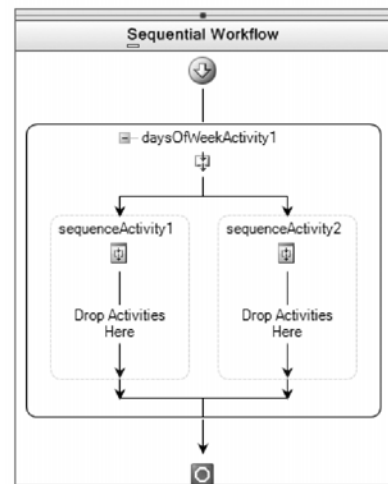 Sequential Workflow
daysOfWeekActivity1
sequenceActivity1
sequenceActivity2
Drop Activities
Here
Drop Activities
Here